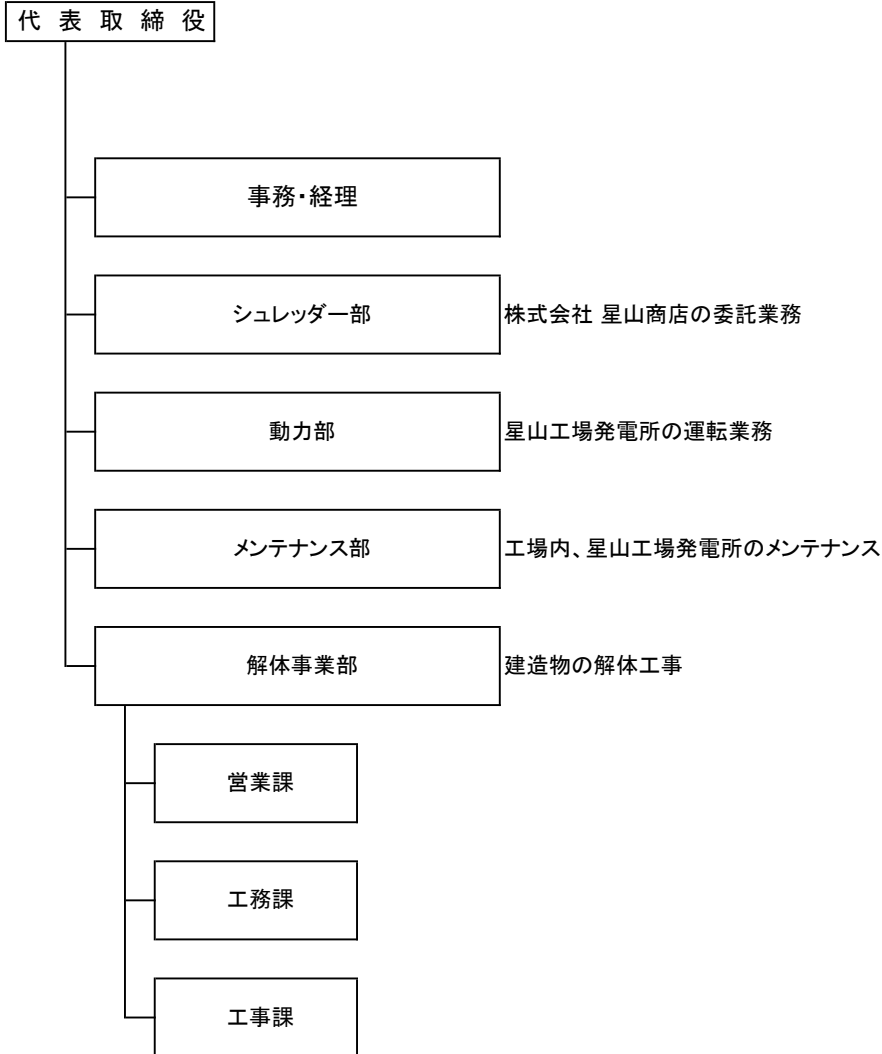 代 表 取 締 役
事務・経理
シュレッダー部
株式会社 星山商店の委託業務
動力部
星山工場発電所の運転業務
メンテナンス部
工場内、星山工場発電所のメンテナンス
解体事業部
建造物の解体工事
営業課
工務課
工事課